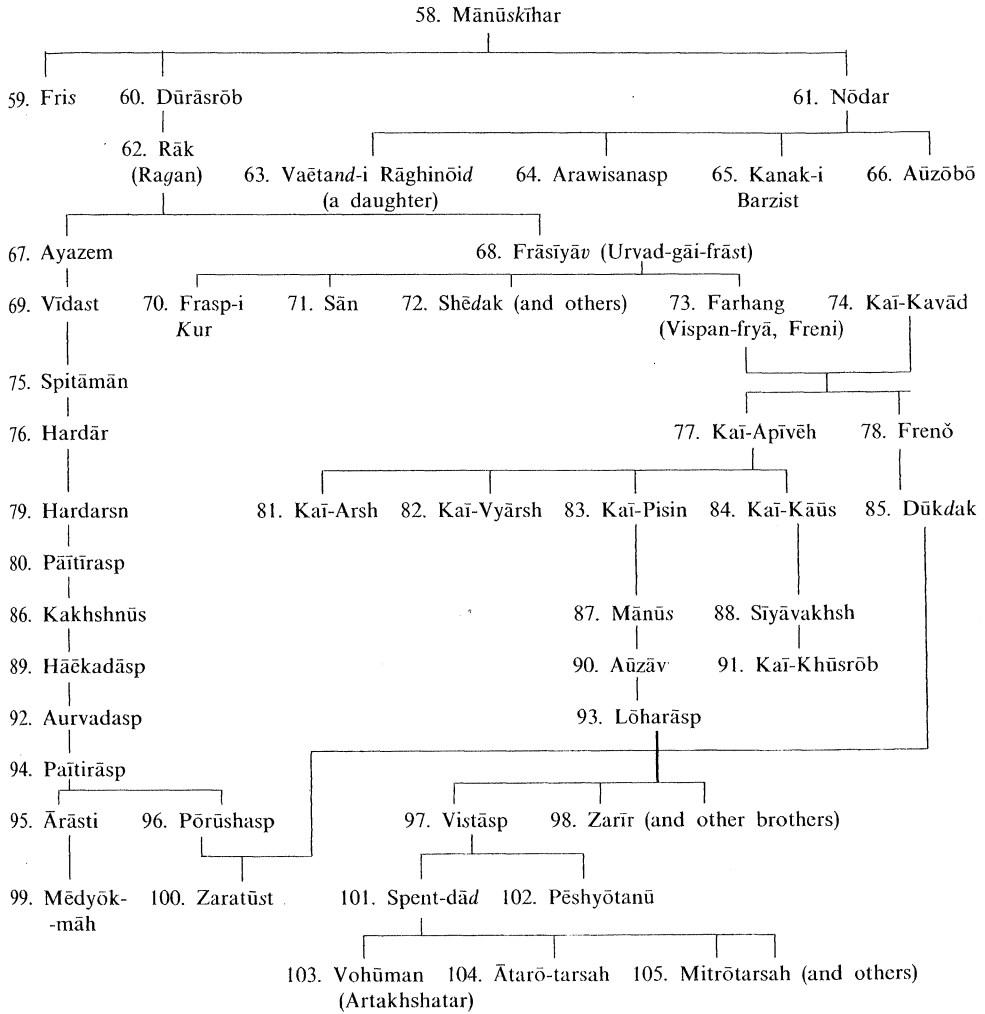 58. Mānūskīhar
59. Fris 60. Dūrāsrōb 61. Nōdar
62. Rāk
(Ragan)
63. Vaētand-i Rāghinōid 64. Arawisanasp 65. Kanak-i 66. Aūzōbō
(a daughter) Barzist
67. Ayazem 68. Frāsīyāv (Urvad-gāi-frāst)
69. Vīdast 70. Frasp-i 71. Sān 72. Shēdak (and others) 73. Farhang 74. Kaī-Kavād
Kur (Vispan-fryā, Freni)
75. Spitāmān
76. Hardār 77. Kaī-Apīvēh 78. Frenŏ
79. Hardarsn 81. Kaī-Arsh 82. Kaī-Vyārsh 83. Kaī-Pisin 84. Kaī-Kāūs 85. Dūkdak
80. Pāītīrasp
86. Kakhshnūs 87. Mānūs 88. Sīyāvakhsh
89. Hāēkadāsp 90. Aūzāv 91. Kaī-Khūsrōb
92. Aurvadasp 93. Lōharāsp
94. Paītirāsp
95. Ārāsti 96. Pōrūshasp 97. Vistāsp 98. Zarīr (and other brothers)
99. Mēdyōk- 100. Zaratūst 101. Spent-dād 102. Pēshyōtanū
-māh
103. Vohūman 104. Ātarō-tarsah 105. Mitrōtarsah (and others)
(Artakhshatar)